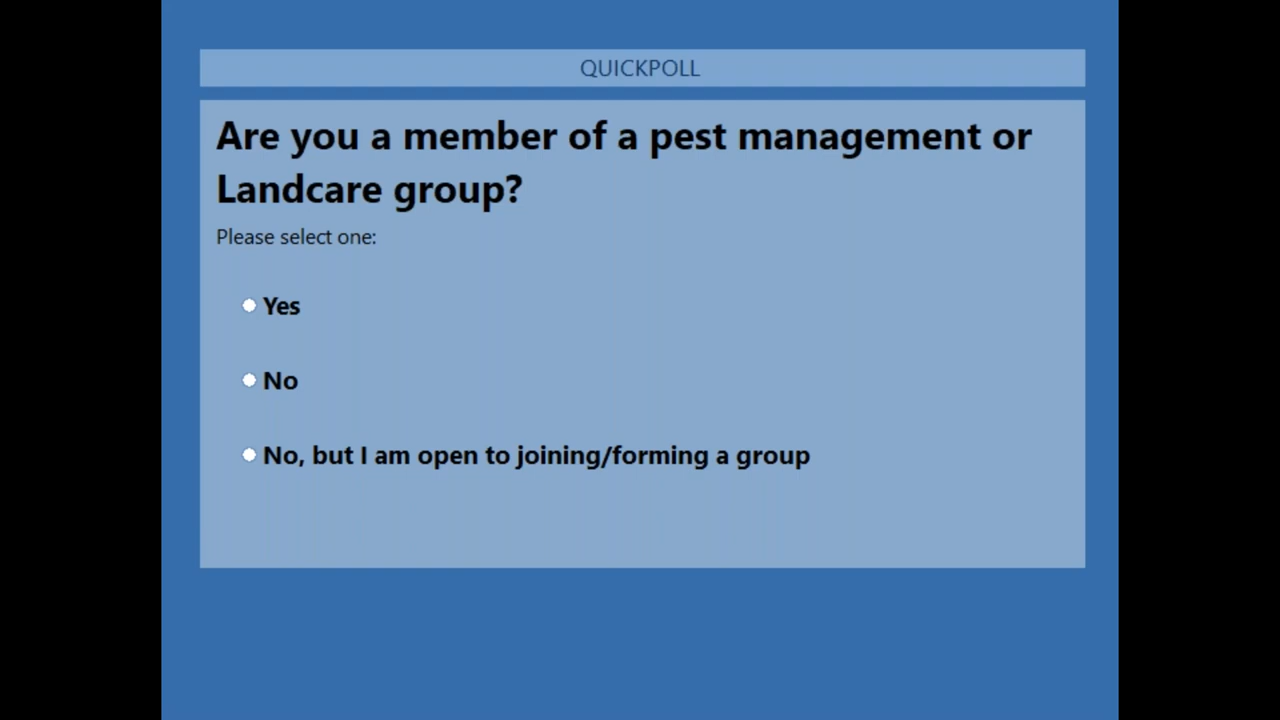 QUICKPOLL
Are you a member of a pest management or
Landcare group?
Please select one:
Yes
No
No, but I am open to joining/forming a group